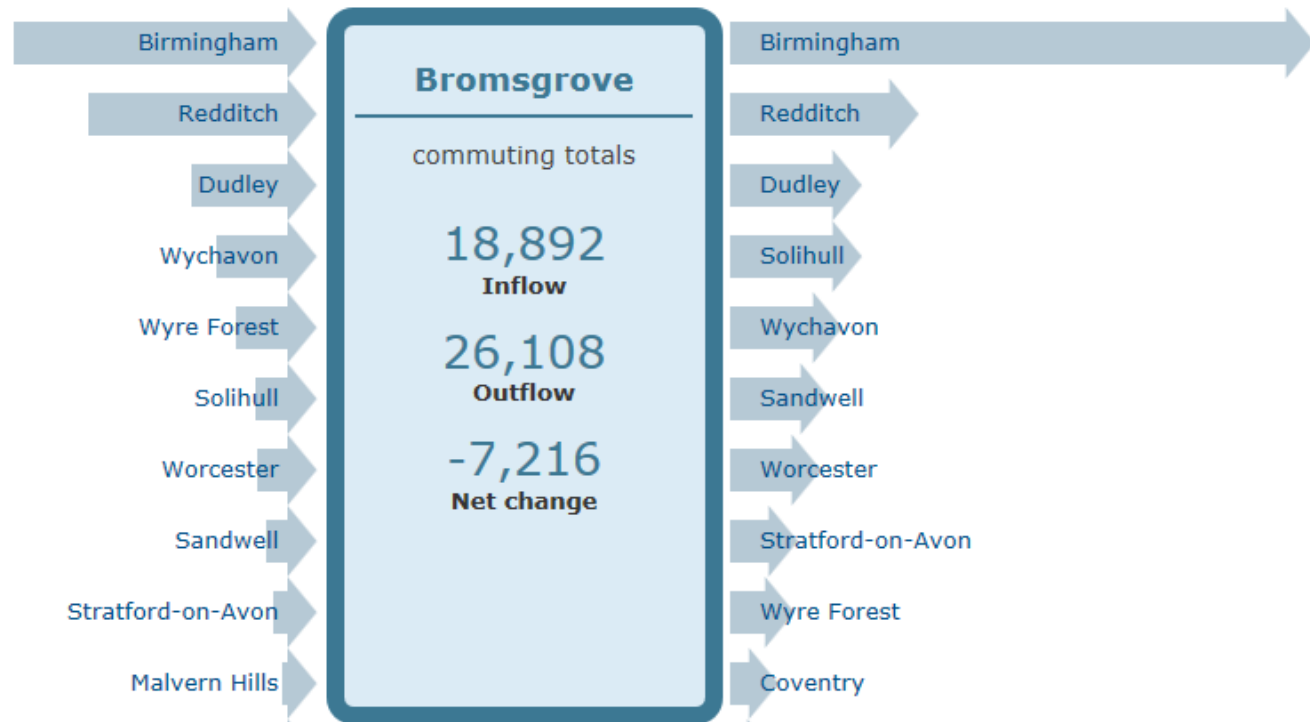 Birmingham
Redditch
Dudley
Wychavon
Wyre Forest
Solihull
Worcester
Sandwell
Stratford-on-Avon
Malvern Hills
Bromsgrove
commuting totals
18,892
Inflow
26,108
Outflow
-7,216
Net change
Birmingham
Redditch
Dudley
Solihull
Wychavon
Sandwell
Worcester
Stratford-on-Avon
Wyre Forest
Coventry